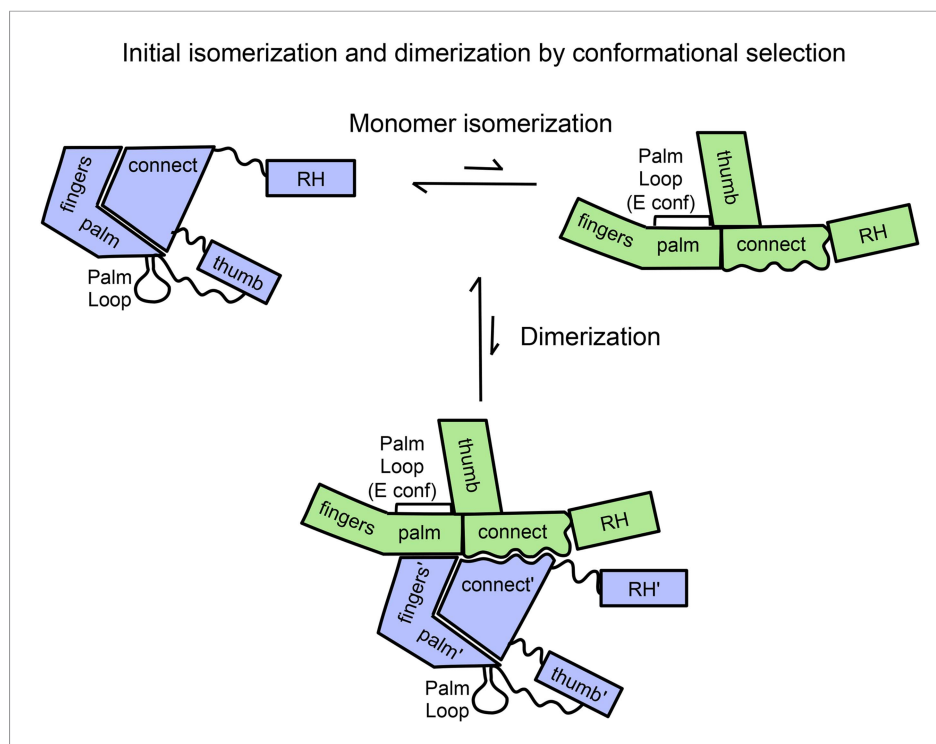 Initial isomerization and dimerization by conformational selection
Monomer isomerization
fingers
connect
RH
palm
thumb
Palm
Loop
Palm
Loop
(E conf)
thumb
fingers
palm
connect
RH
Dimerization
Palm
Loop
(E conf)
thumb
fingers
palm
connect
RH
fingers'
connect'
RH'
palm'
thumb'
Palm
Loop